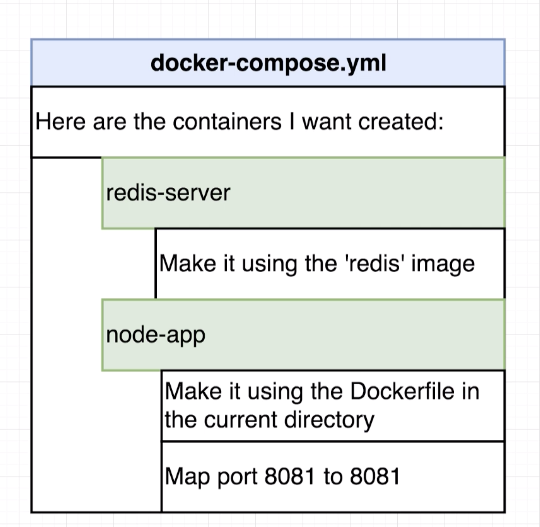 docker-compose.yml
Here are the containers I want created:
redis-server
Make it using the 'redis' image
node-app
Make it using the Dockerfile in
the current directory
Map port 8081 to 8081